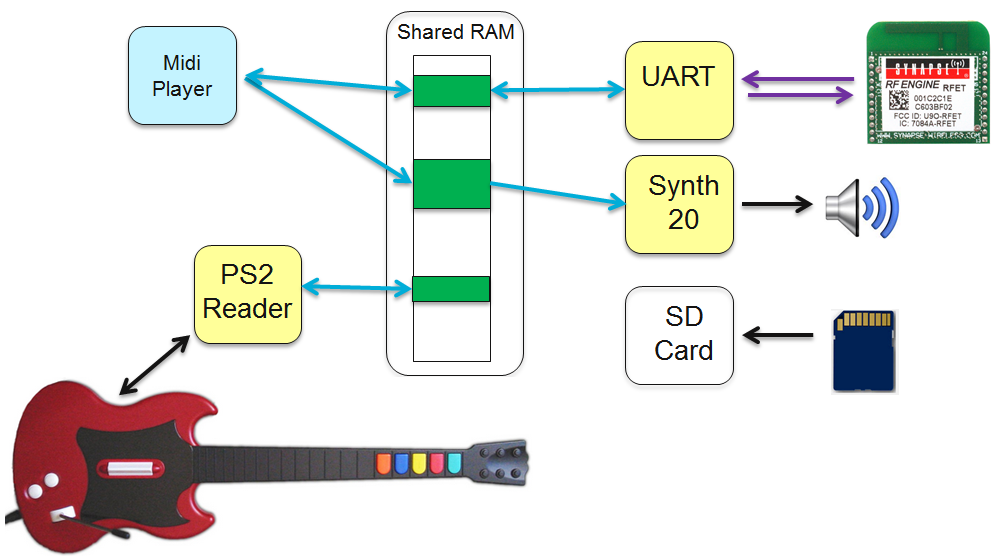 Shared RAM
Midi
Player
UART
SYNAPSE
RF ENGINE RFET
001C2C1E
C603BF02
FCC ID: U9O-RFET
IC: 7084A-RFET
WWW.SYNAPSE-WIRELESS.COM
Synth
20
PS2
Reader
SD
Card